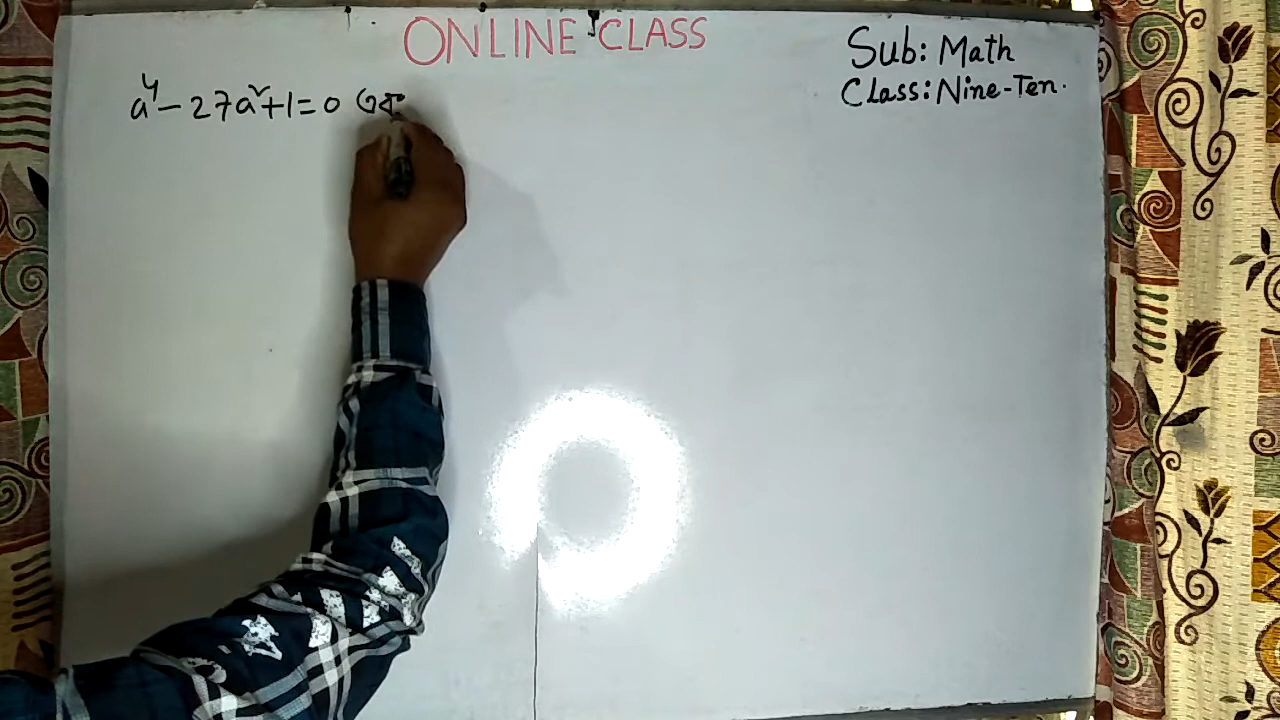 ONLINE CLASS
Sub: Math
Class: Nine-Ten.
a⁴ - 27a² + 1 = 0